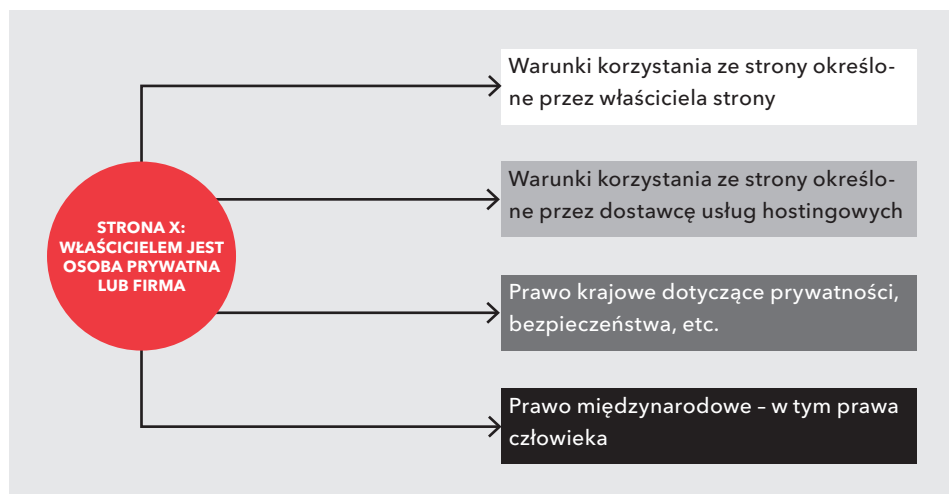 STRONA X:
WŁAŚCICIELEM JEST
OSOBA PRYWATNA
LUB FIRMA
Warunki korzystania ze strony określo-
ne przez właściciela strony
Warunki korzystania ze strony określo-
ne przez dostawcę usług hostingowych
Prawo krajowe dotyczące prywatności,
bezpieczeństwa, etc.
Prawo międzynarodowe – w tym prawa
człowieka